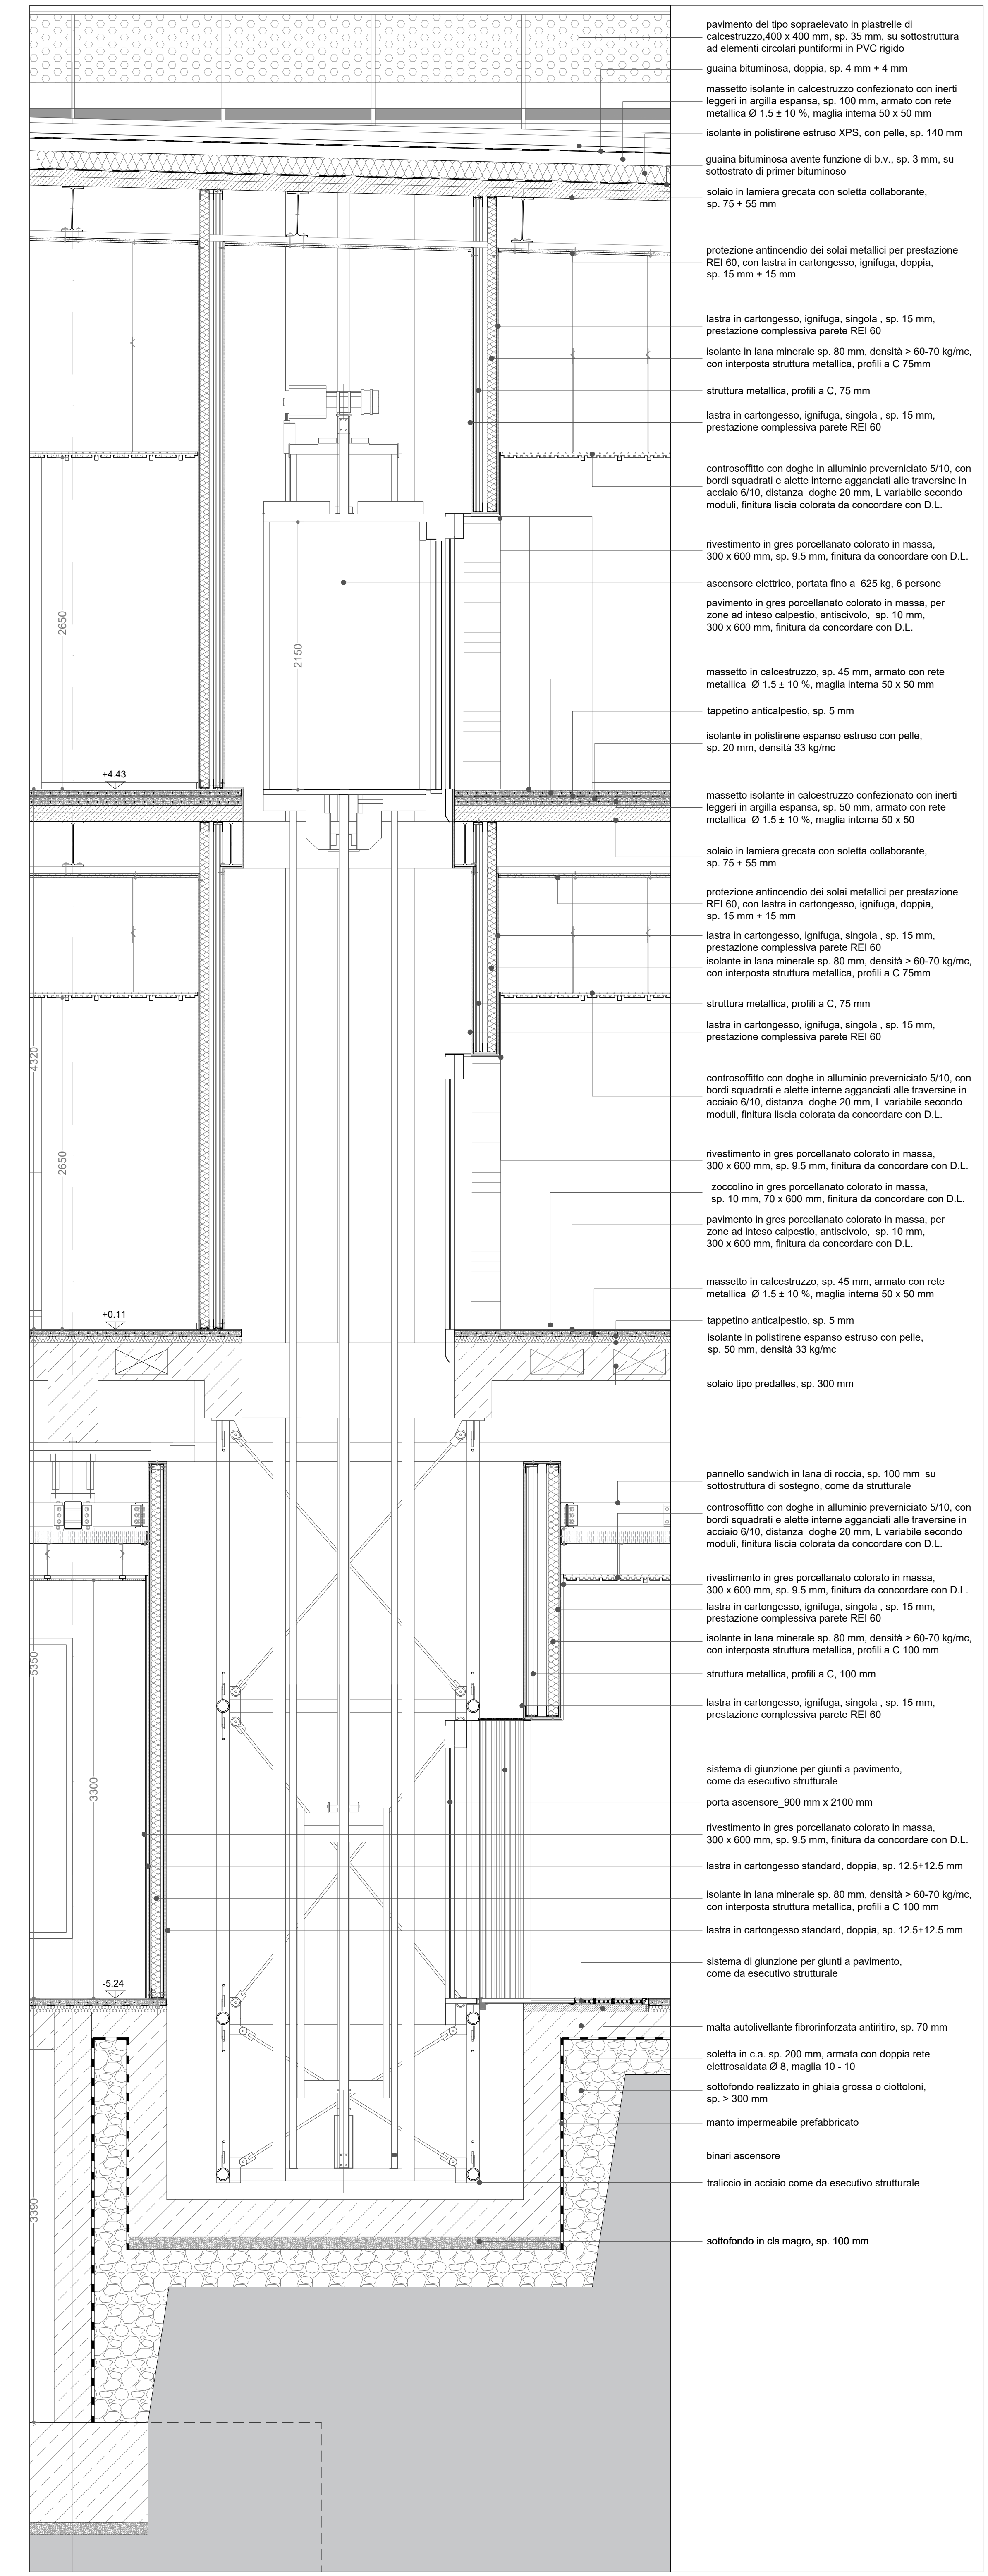 pavimento del tipo sopraelevato in piastrelle di
calcestruzzo,400 x 400 mm, sp. 35 mm, su sottostruttura
ad elementi circolari puntiformi in PVC rigido
guaina bituminosa, doppia, sp. 4 mm + 4 mm
massetto isolante in calcestruzzo confezionato con inerti
leggeri in argilla espansa, sp. 100 mm, armato con rete
metallica Ø 1.5 ± 10 %, maglia interna 50 x 50 mm
isolante in polistirene estruso XPS, con pelle, sp. 140 mm
guaina bituminosa avente funzione di b.v., sp. 3 mm, su
sottostrato di primer bituminoso
solaio in lamiera grecata con soletta collaborante,
sp. 75 + 55 mm
protezione antincendio dei solai metallici per prestazione
REI 60, con lastra in cartongesso, ignifuga, doppia,
sp. 15 mm + 15 mm
lastra in cartongesso, ignifuga, singola , sp. 15 mm,
prestazione complessiva parete REI 60
isolante in lana minerale sp. 80 mm, densità > 60-70 kg/mc,
con interposta struttura metallica, profili a C 75mm
struttura metallica, profili a C, 75 mm
lastra in cartongesso, ignifuga, singola , sp. 15 mm,
prestazione complessiva parete REI 60
controsoffitto con doghe in alluminio preverniciato 5/10, con
bordi squadrati e alette interne agganciati alle traversine in
acciaio 6/10, distanza  doghe 20 mm, L variabile secondo
moduli, finitura liscia colorata da concordare con D.L.
rivestimento in gres porcellanato colorato in massa,
300 x 600 mm, sp. 9.5 mm, finitura da concordare con D.L.
ascensore elettrico, portata fino a  625 kg, 6 persone
pavimento in gres porcellanato colorato in massa, per
zone ad inteso calpestio, antiscivolo,  sp. 10 mm,
300 x 600 mm, finitura da concordare con D.L.
2650
2150
massetto in calcestruzzo, sp. 45 mm, armato con rete
metallica  Ø 1.5 ± 10 %, maglia interna 50 x 50 mm
tappetino anticalpestio, sp. 5 mm
isolante in polistirene espanso estruso con pelle,
sp. 20 mm, densità 33 kg/mc
+4.43
massetto isolante in calcestruzzo confezionato con inerti
leggeri in argilla espansa, sp. 50 mm, armato con rete
metallica  Ø 1.5 ± 10 %, maglia interna 50 x 50
solaio in lamiera grecata con soletta collaborante,
sp. 75 + 55 mm
protezione antincendio dei solai metallici per prestazione
REI 60, con lastra in cartongesso, ignifuga, doppia,
sp. 15 mm + 15 mm
lastra in cartongesso, ignifuga, singola , sp. 15 mm,
prestazione complessiva parete REI 60
isolante in lana minerale sp. 80 mm, densità > 60-70 kg/mc,
con interposta struttura metallica, profili a C 75mm
struttura metallica, profili a C, 75 mm
lastra in cartongesso, ignifuga, singola , sp. 15 mm,
prestazione complessiva parete REI 60
4320
controsoffitto con doghe in alluminio preverniciato 5/10, con
bordi squadrati e alette interne agganciati alle traversine in
acciaio 6/10, distanza  doghe 20 mm, L variabile secondo
moduli, finitura liscia colorata da concordare con D.L.
2650
rivestimento in gres porcellanato colorato in massa,
300 x 600 mm, sp. 9.5 mm, finitura da concordare con D.L.
zoccolino in gres porcellanato colorato in massa,
sp. 10 mm, 70 x 600 mm, finitura da concordare con D.L.
pavimento in gres porcellanato colorato in massa, per
zone ad inteso calpestio, antiscivolo,  sp. 10 mm,
300 x 600 mm, finitura da concordare con D.L.
massetto in calcestruzzo, sp. 45 mm, armato con rete
metallica  Ø 1.5 ± 10 %, maglia interna 50 x 50 mm
+0.11
tappetino anticalpestio, sp. 5 mm
isolante in polistirene espanso estruso con pelle,
sp. 50 mm, densità 33 kg/mc
solaio tipo predalles, sp. 300 mm
pannello sandwich in lana di roccia, sp. 100 mm  su
sottostruttura di sostegno, come da strutturale
controsoffitto con doghe in alluminio preverniciato 5/10, con
bordi squadrati e alette interne agganciati alle traversine in
acciaio 6/10, distanza  doghe 20 mm, L variabile secondo
moduli, finitura liscia colorata da concordare con D.L.
rivestimento in gres porcellanato colorato in massa,
300 x 600 mm, sp. 9.5 mm, finitura da concordare con D.L.
lastra in cartongesso, ignifuga, singola , sp. 15 mm,
prestazione complessiva parete REI 60
isolante in lana minerale sp. 80 mm, densità > 60-70 kg/mc,
con interposta struttura metallica, profili a C 100 mm
5350
struttura metallica, profili a C, 100 mm
lastra in cartongesso, ignifuga, singola , sp. 15 mm,
prestazione complessiva parete REI 60
sistema di giunzione per giunti a pavimento,
come da esecutivo strutturale
3300
porta ascensore_900 mm x 2100 mm
rivestimento in gres porcellanato colorato in massa,
300 x 600 mm, sp. 9.5 mm, finitura da concordare con D.L.
lastra in cartongesso standard, doppia, sp. 12.5+12.5 mm
isolante in lana minerale sp. 80 mm, densità > 60-70 kg/mc,
con interposta struttura metallica, profili a C 100 mm
lastra in cartongesso standard, doppia, sp. 12.5+12.5 mm
sistema di giunzione per giunti a pavimento,
come da esecutivo strutturale
-5.24
malta autolivellante fibrorinforzata antiritiro, sp. 70 mm
soletta in c.a. sp. 200 mm, armata con doppia rete
elettrosaldata Ø 8, maglia 10 - 10
sottofondo realizzato in ghiaia grossa o ciottoloni,
sp. > 300 mm
manto impermeabile prefabbricato
binari ascensore
traliccio in acciaio come da esecutivo strutturale
3390
sottofondo in cls magro, sp. 100 mm